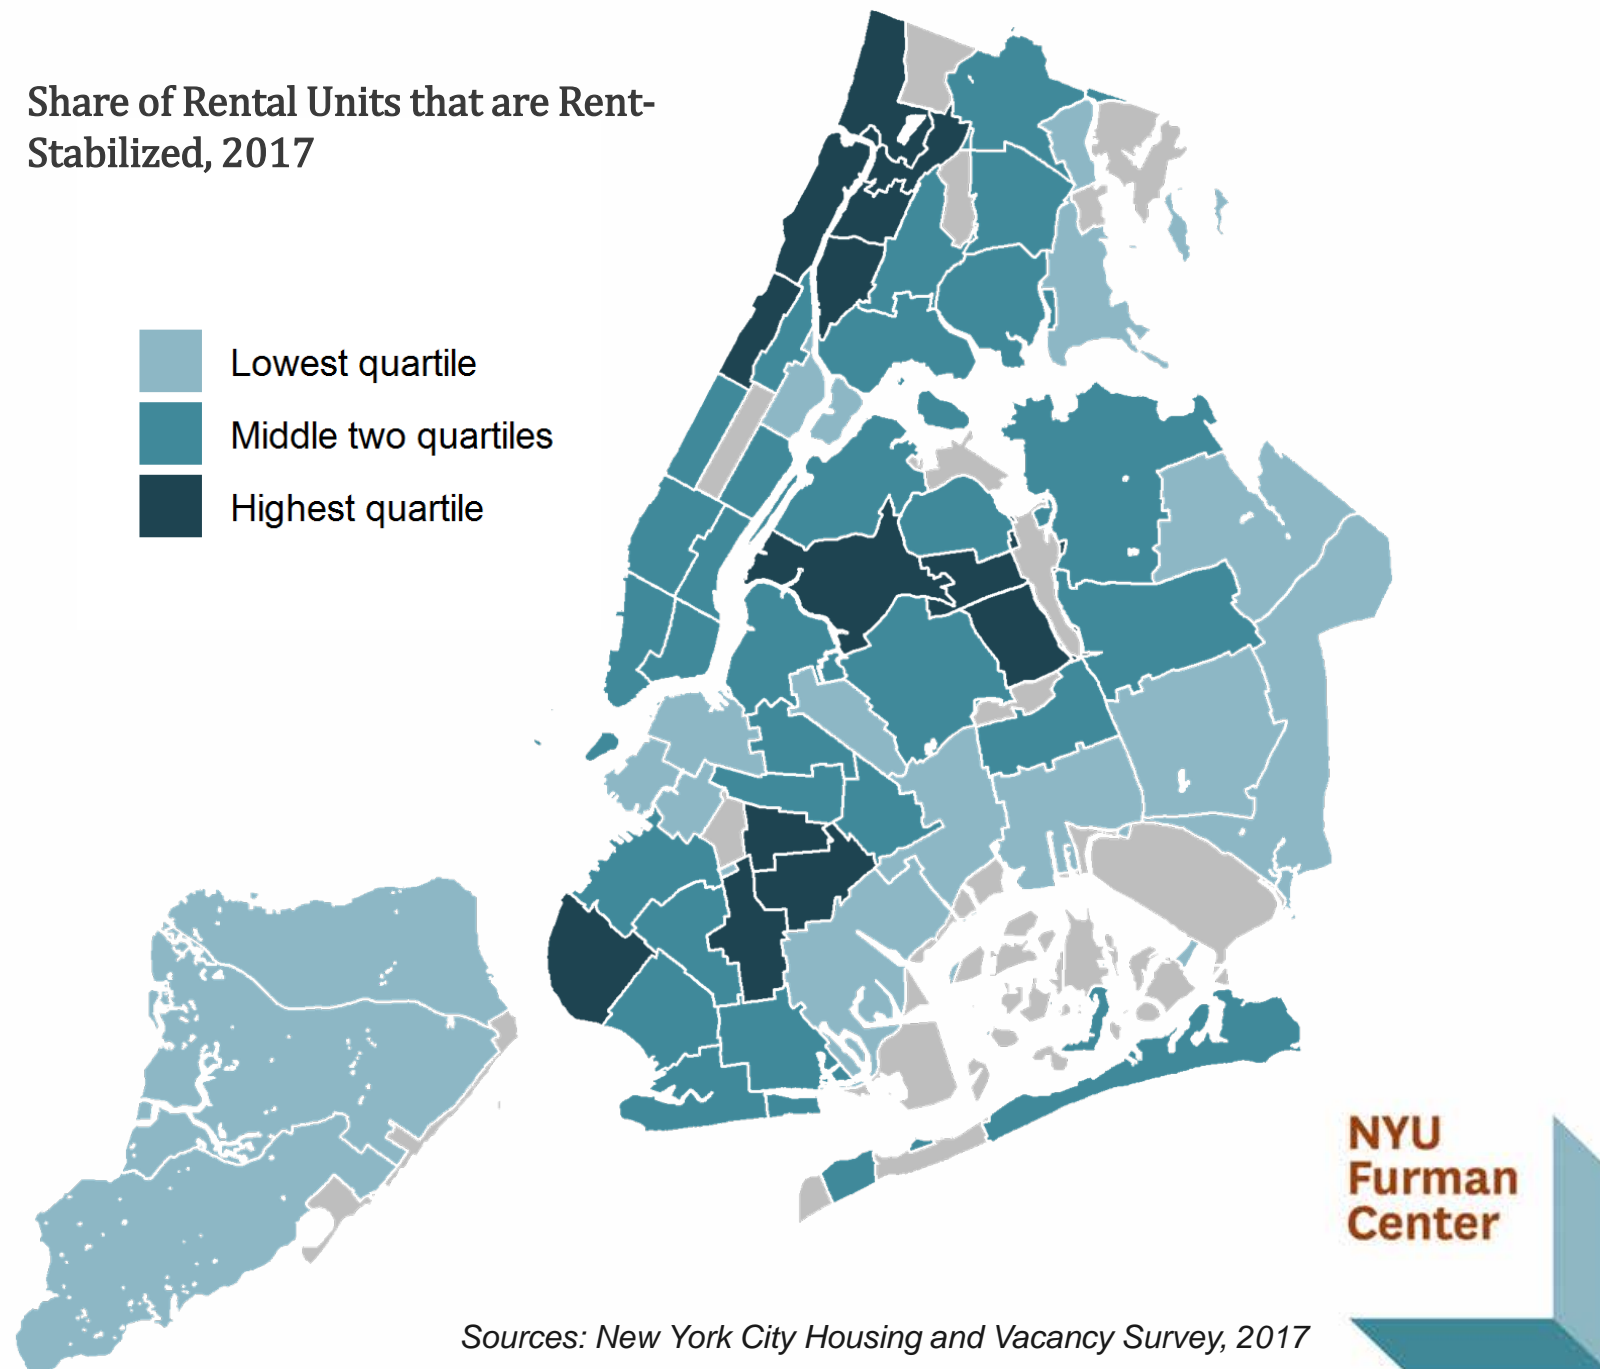 Share of Rental Units that are Rent-
Stabilized, 2017
Lowest quartile
Middle two quartiles
Highest quartile
NYU
Furman
Center
Sources: New York City Housing and Vacancy Survey, 2017